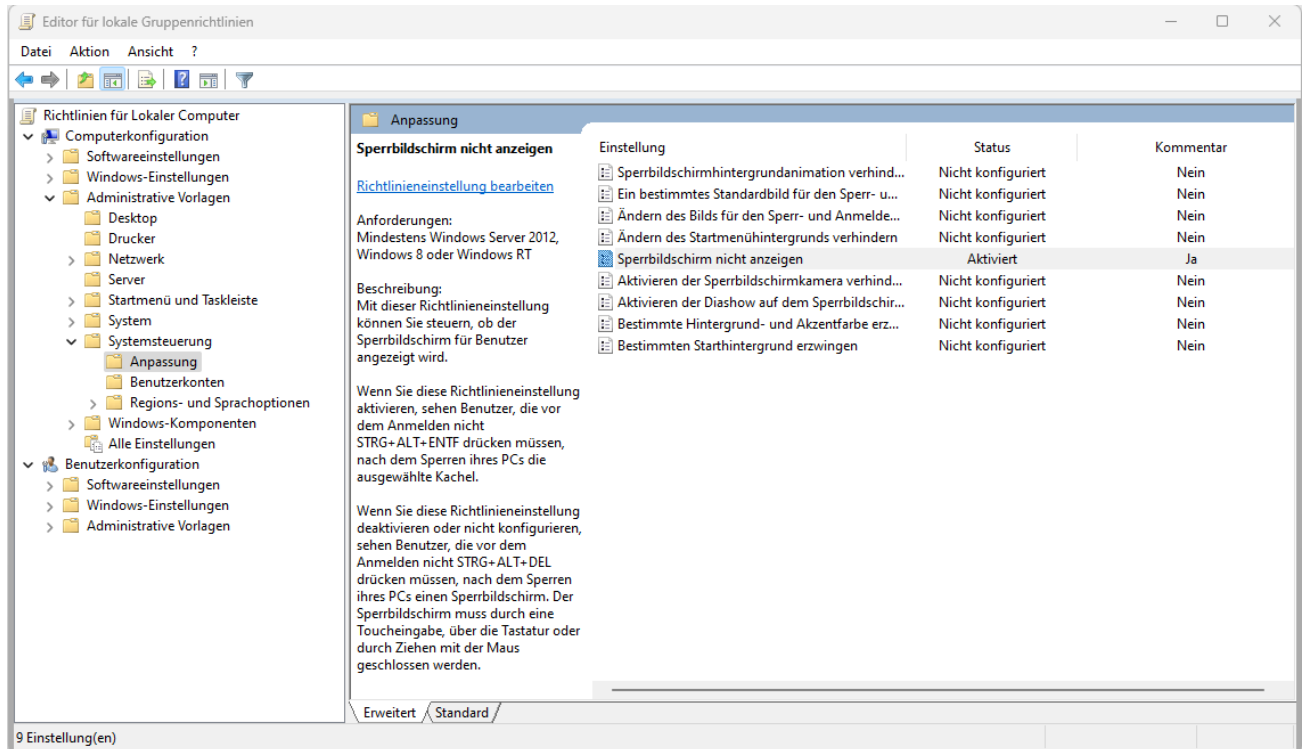 Editor für lokale Gruppenrichtlinien
Datei Aktion Ansicht ?
Richtlinien für Lokaler Computer
Computerkonfiguration
Softwareeinstellungen
Windows-Einstellungen
Administrative Vorlagen
Desktop
Drucker
Netzwerk
Server
Startmenü und Taskleiste
System
Systemsteuerung
Anpassung
Benutzerkonten
Regions- und Sprachoptionen
Windows-Komponenten
Alle Einstellungen
Benutzerkonfiguration
Softwareeinstellungen
Windows-Einstellungen
Administrative Vorlagen
Anpassung
Sperrbildschirm nicht anzeigen
Richtlinieneinstellung bearbeiten
Anforderungen:
Mindestens Windows Server 2012,
Windows 8 oder Windows RT
Beschreibung:
Mit dieser Richtlinieneinstellung
können Sie steuern, ob der
Sperrbildschirm für Benutzer
angezeigt wird.
Wenn Sie diese Richtlinieneinstellung
aktivieren, sehen Benutzer, die vor
dem Anmelden nicht
STRG+ALT+ENTF drücken müssen,
nach dem Sperren ihres PCs die
ausgewählte Kachel.
Wenn Sie diese Richtlinieneinstellung
deaktivieren oder nicht konfigurieren,
sehen Benutzer, die vor dem
Anmelden nicht STRG+ALT+DEL
drücken müssen, nach dem Sperren
ihres PCs einen Sperrbildschirm. Der
Sperrbildschirm muss durch eine
Toucheingabe, über die Tastatur oder
durch Ziehen mit der Maus
geschlossen werden.
Einstellung Status Kommentar
Sperrbildschirmhintergrundanimation verhind... Nicht konfiguriert Nein
Ein bestimmtes Standardbild für den Sperr- u... Nicht konfiguriert Nein
Ändern des Bilds für den Sperr- und Anmelde... Nicht konfiguriert Nein
Ändern des Startmenühintergrunds verhindern Nicht konfiguriert Nein
Sperrbildschirm nicht anzeigen Aktiviert Ja
Aktivieren der Sperrbildschirmkamera verhind... Nicht konfiguriert Nein
Aktivieren der Diashow auf dem Sperrbildschir... Nicht konfiguriert Nein
Bestimmte Hintergrund- und Akzentfarbe erz... Nicht konfiguriert Nein
Bestimmten Starthintergrund erzwingen Nicht konfiguriert Nein
Erweitert Standard
9 Einstellung(en)